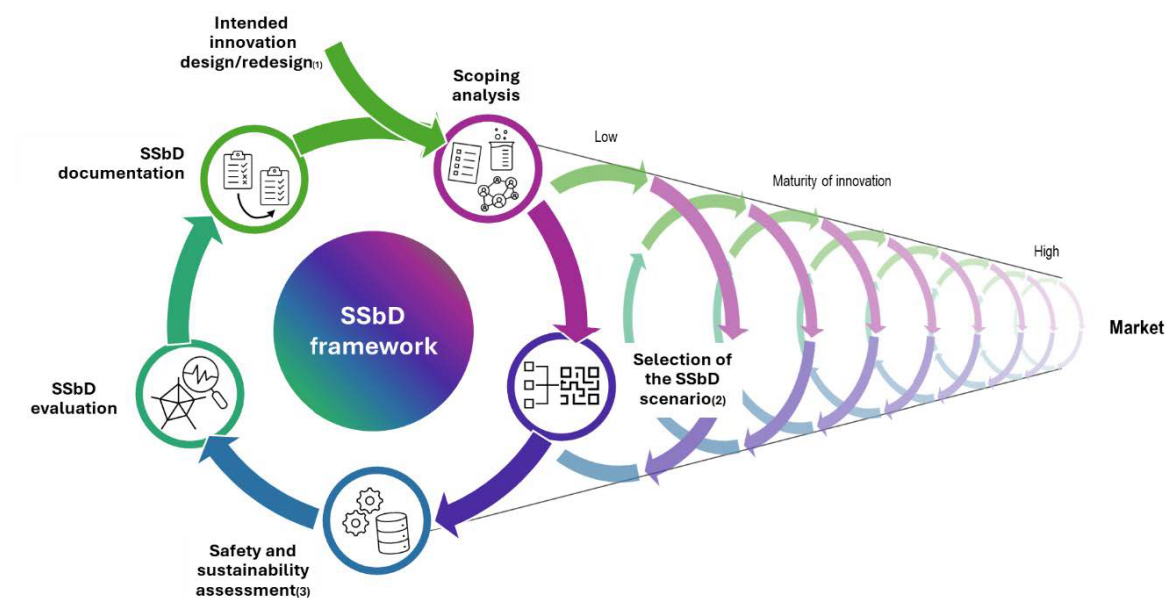 Intended
innovation
design/redesign(1)
Scoping
analysis
SSbD
documentation
Low
Maturity of innovation
High
Market
SSbD
framework
Selection of
the SSbD
scenario(2)
SSbD
evaluation
Safety and
sustainability
assessment(3)